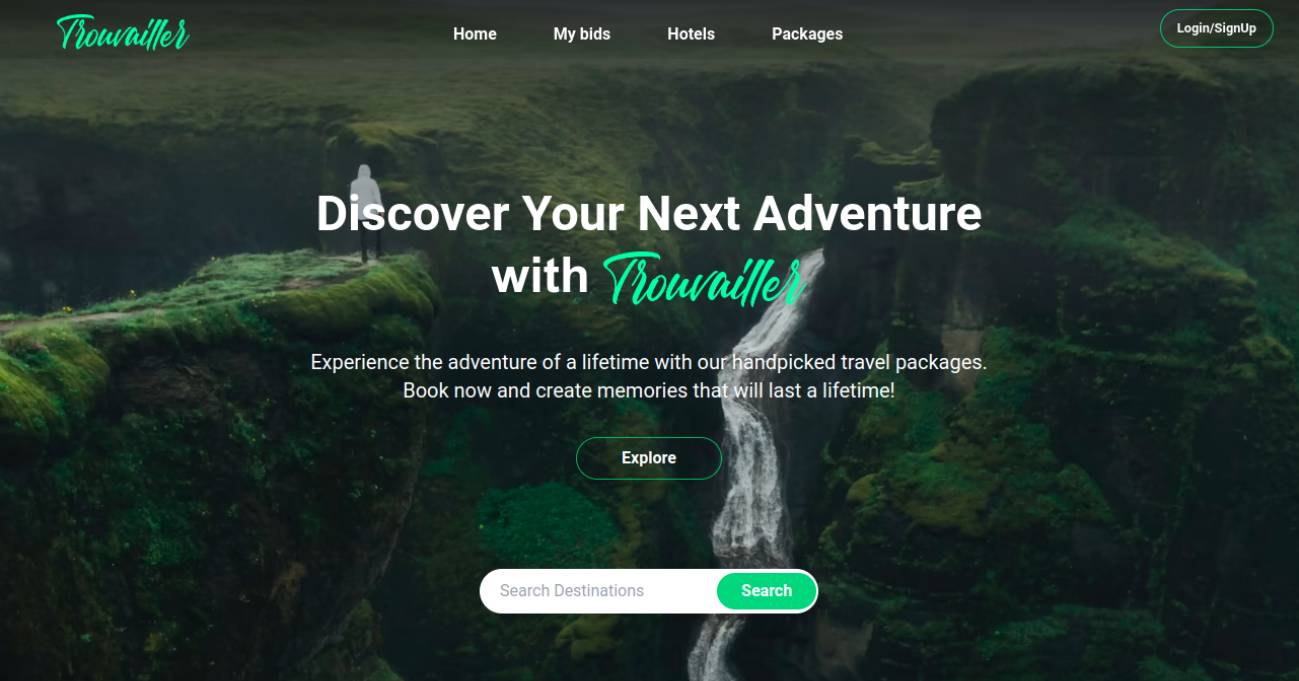 Trouvailler
Home
My bids
Hotels
Packages
Login/SignUp
Discover Your Next Adventure
with Trouvailler
Experience the adventure of a lifetime with our handpicked travel packages.
Book now and create memories that will last a lifetime!
Explore
Search Destinations
Search